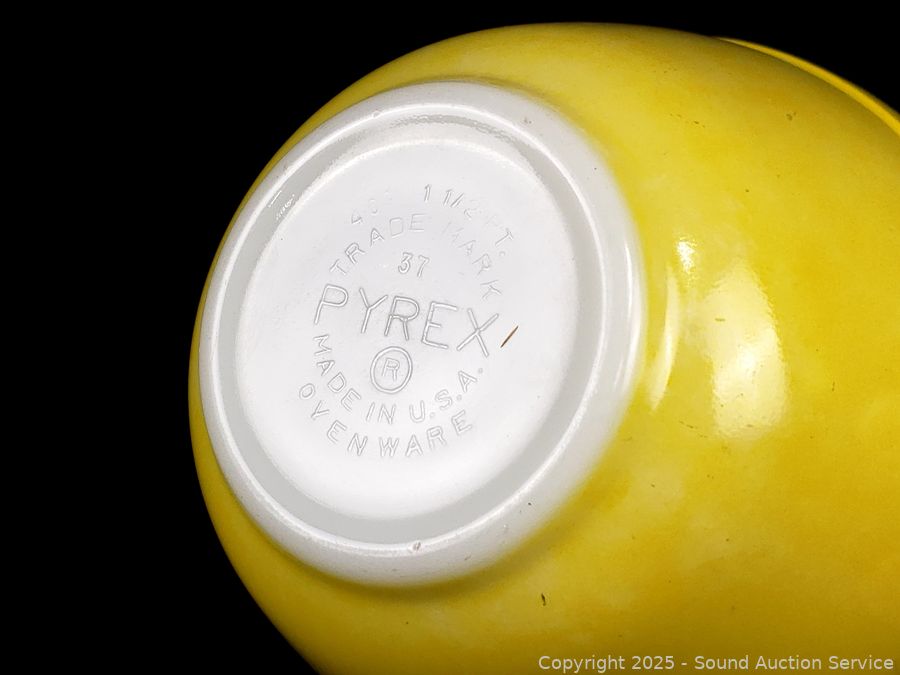 1 1/2 PT.
TRADE MARK
37
PYREX
®
MADE IN U.S.A.
OVENWARE
Copyright 2025 - Sound Auction Service